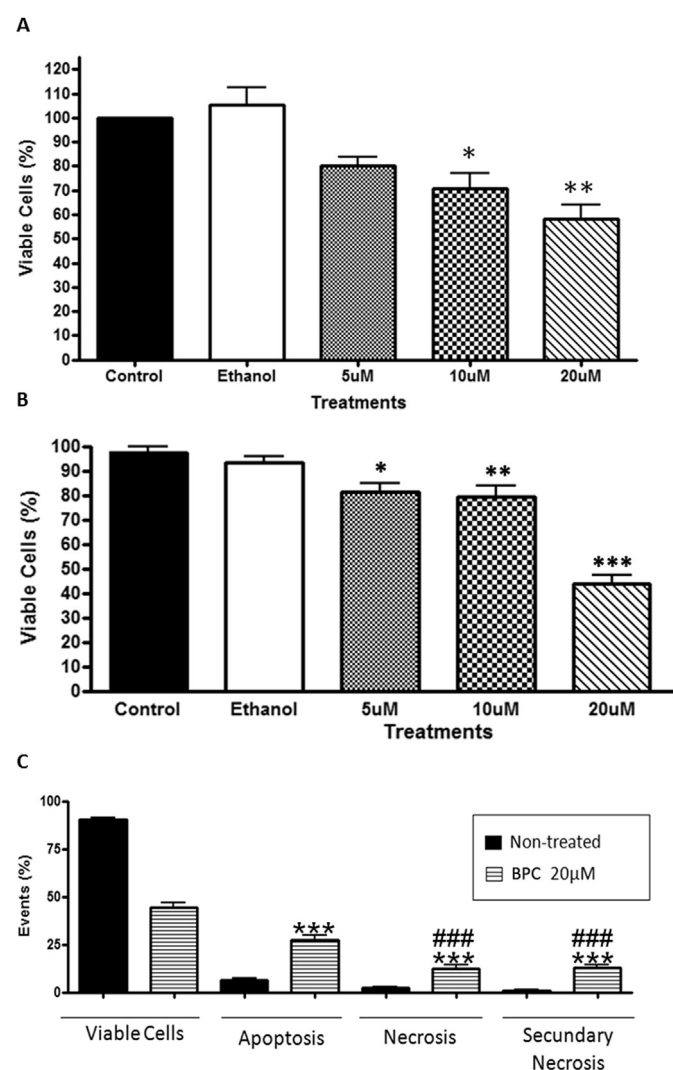 A
120
110
100
90
80
70
60
50
40
30
20
10
0
Viable Cells (%)
*
**
Control Ethanol 5uM 10uM 20uM
Treatments
B
100
90
80
70
60
50
40
30
20
10
0
Viable Cells (%)
*
**
***
Control Ethanol 5uM 10uM 20uM
Treatments
C
100
50
25
0
Events (%)
Non-treated
BPC 20µM
***
### ###
*** ***
Viable Cells Apoptosis Necrosis Secundary
Necrosis